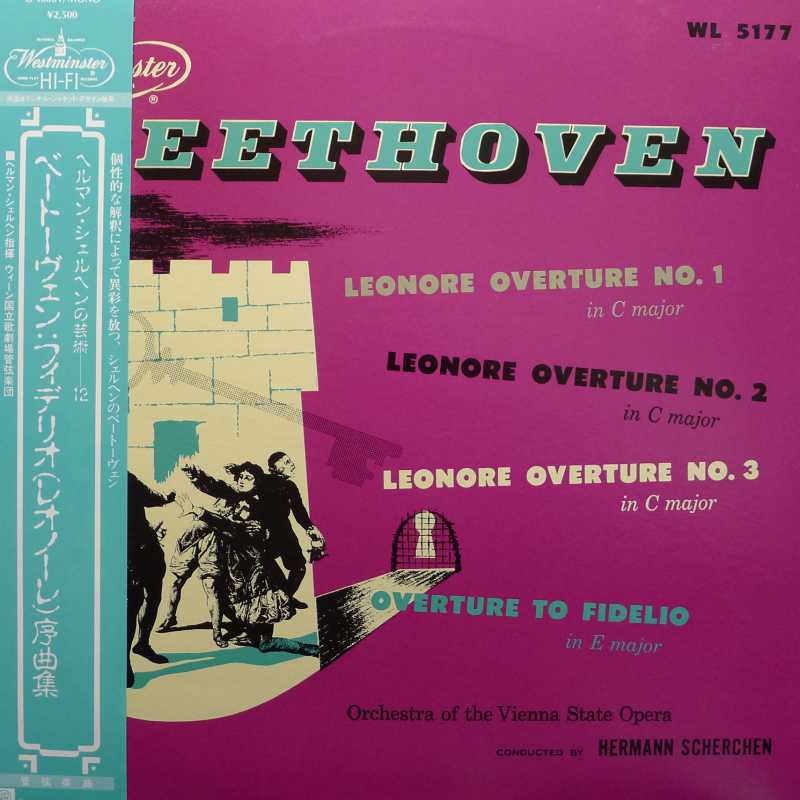 ¥2,500
Westminster
HI-FI
個性的な解釈によって異彩を放つ、シェルヘンのベートーヴェン
ヘルマン・シェルヘンの芸術—12
ベートーヴェン:フィデリオ(レオノーレ)序曲集
■ヘルマン・シェルヘン指揮 ウィーン国立歌劇場管弦楽団
管弦楽曲
WL 5177
ster
®
EETHOVEN
LEONORE OVERTURE NO. 1
in C major
LEONORE OVERTURE NO. 2
in C major
LEONORE OVERTURE NO. 3
in C major
OVERTURE TO FIDELIO
in E major
Orchestra of the Vienna State Opera
CONDUCTED BY HERMANN SCHERCHEN